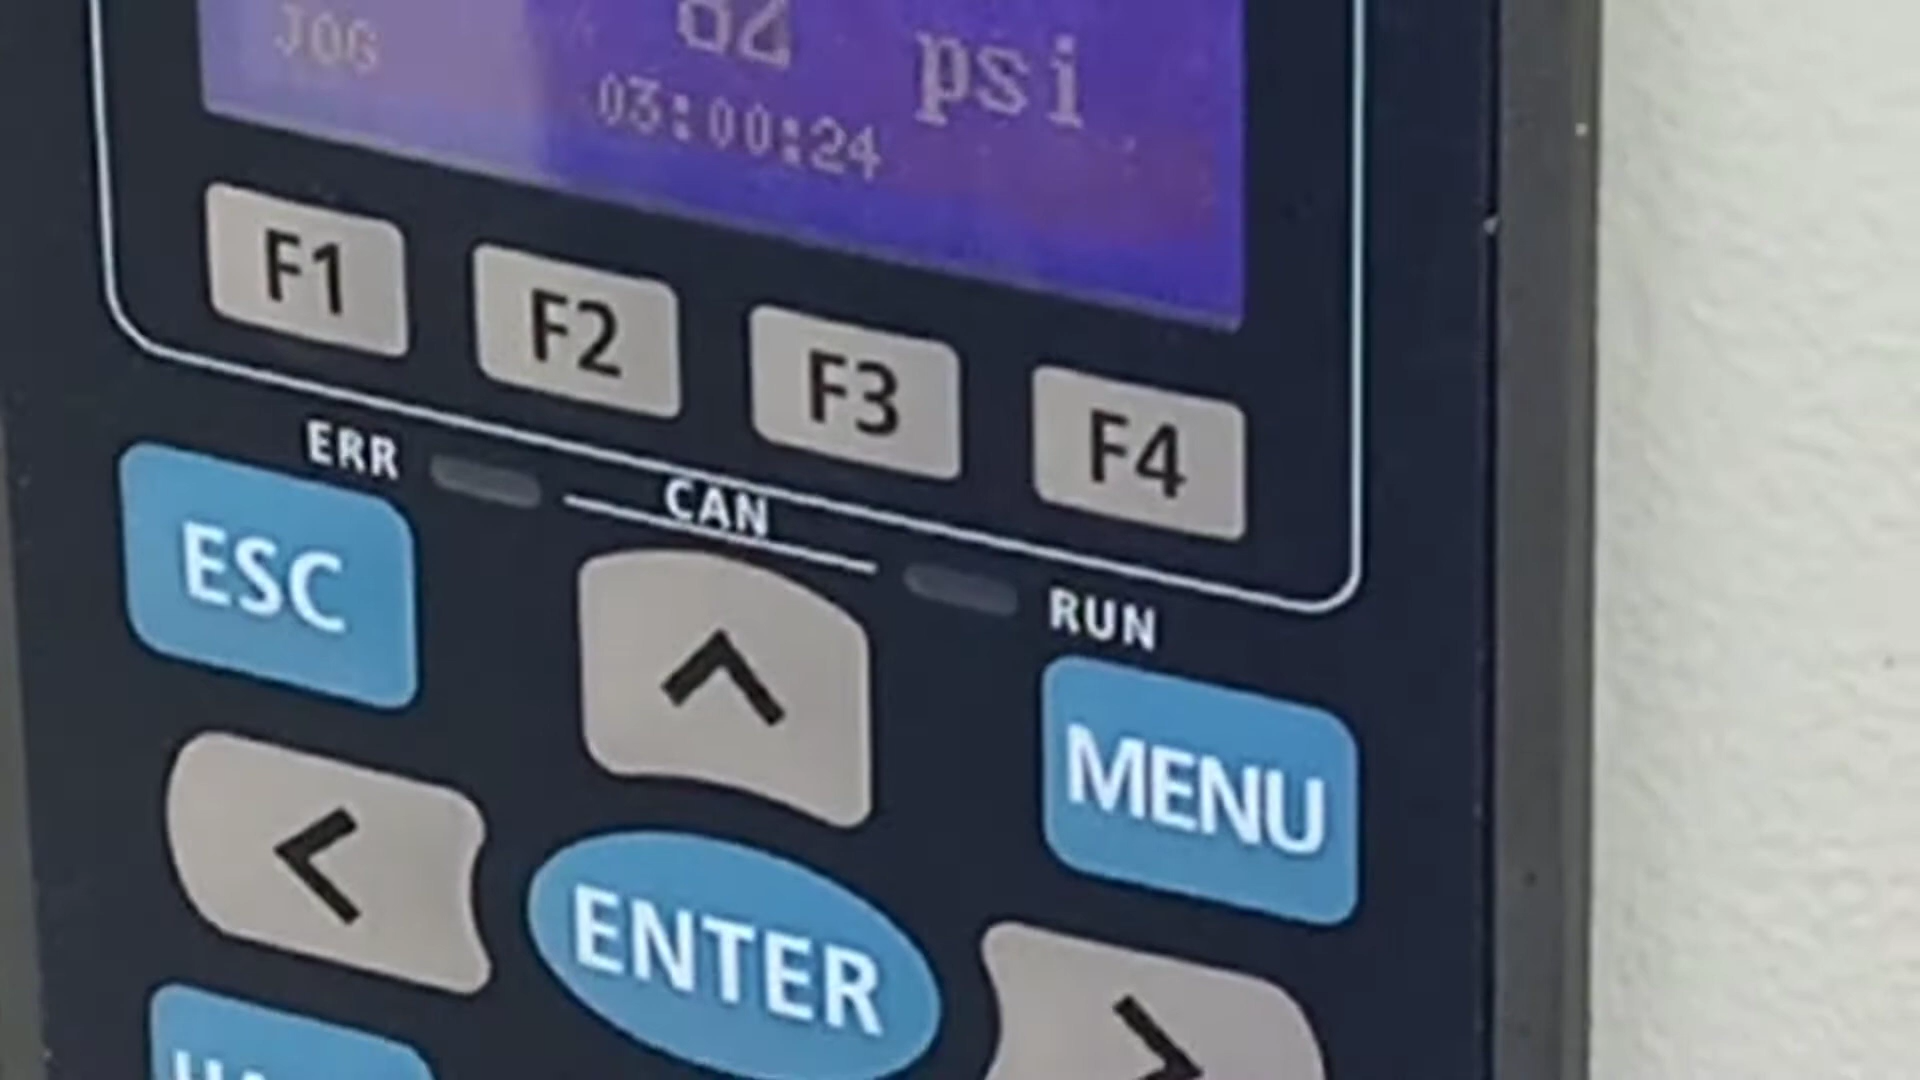 JOG
psi
03:00:24
F1
F2
F3
F4
ERR
CAN
RUN
ESC
MENU
ENTER